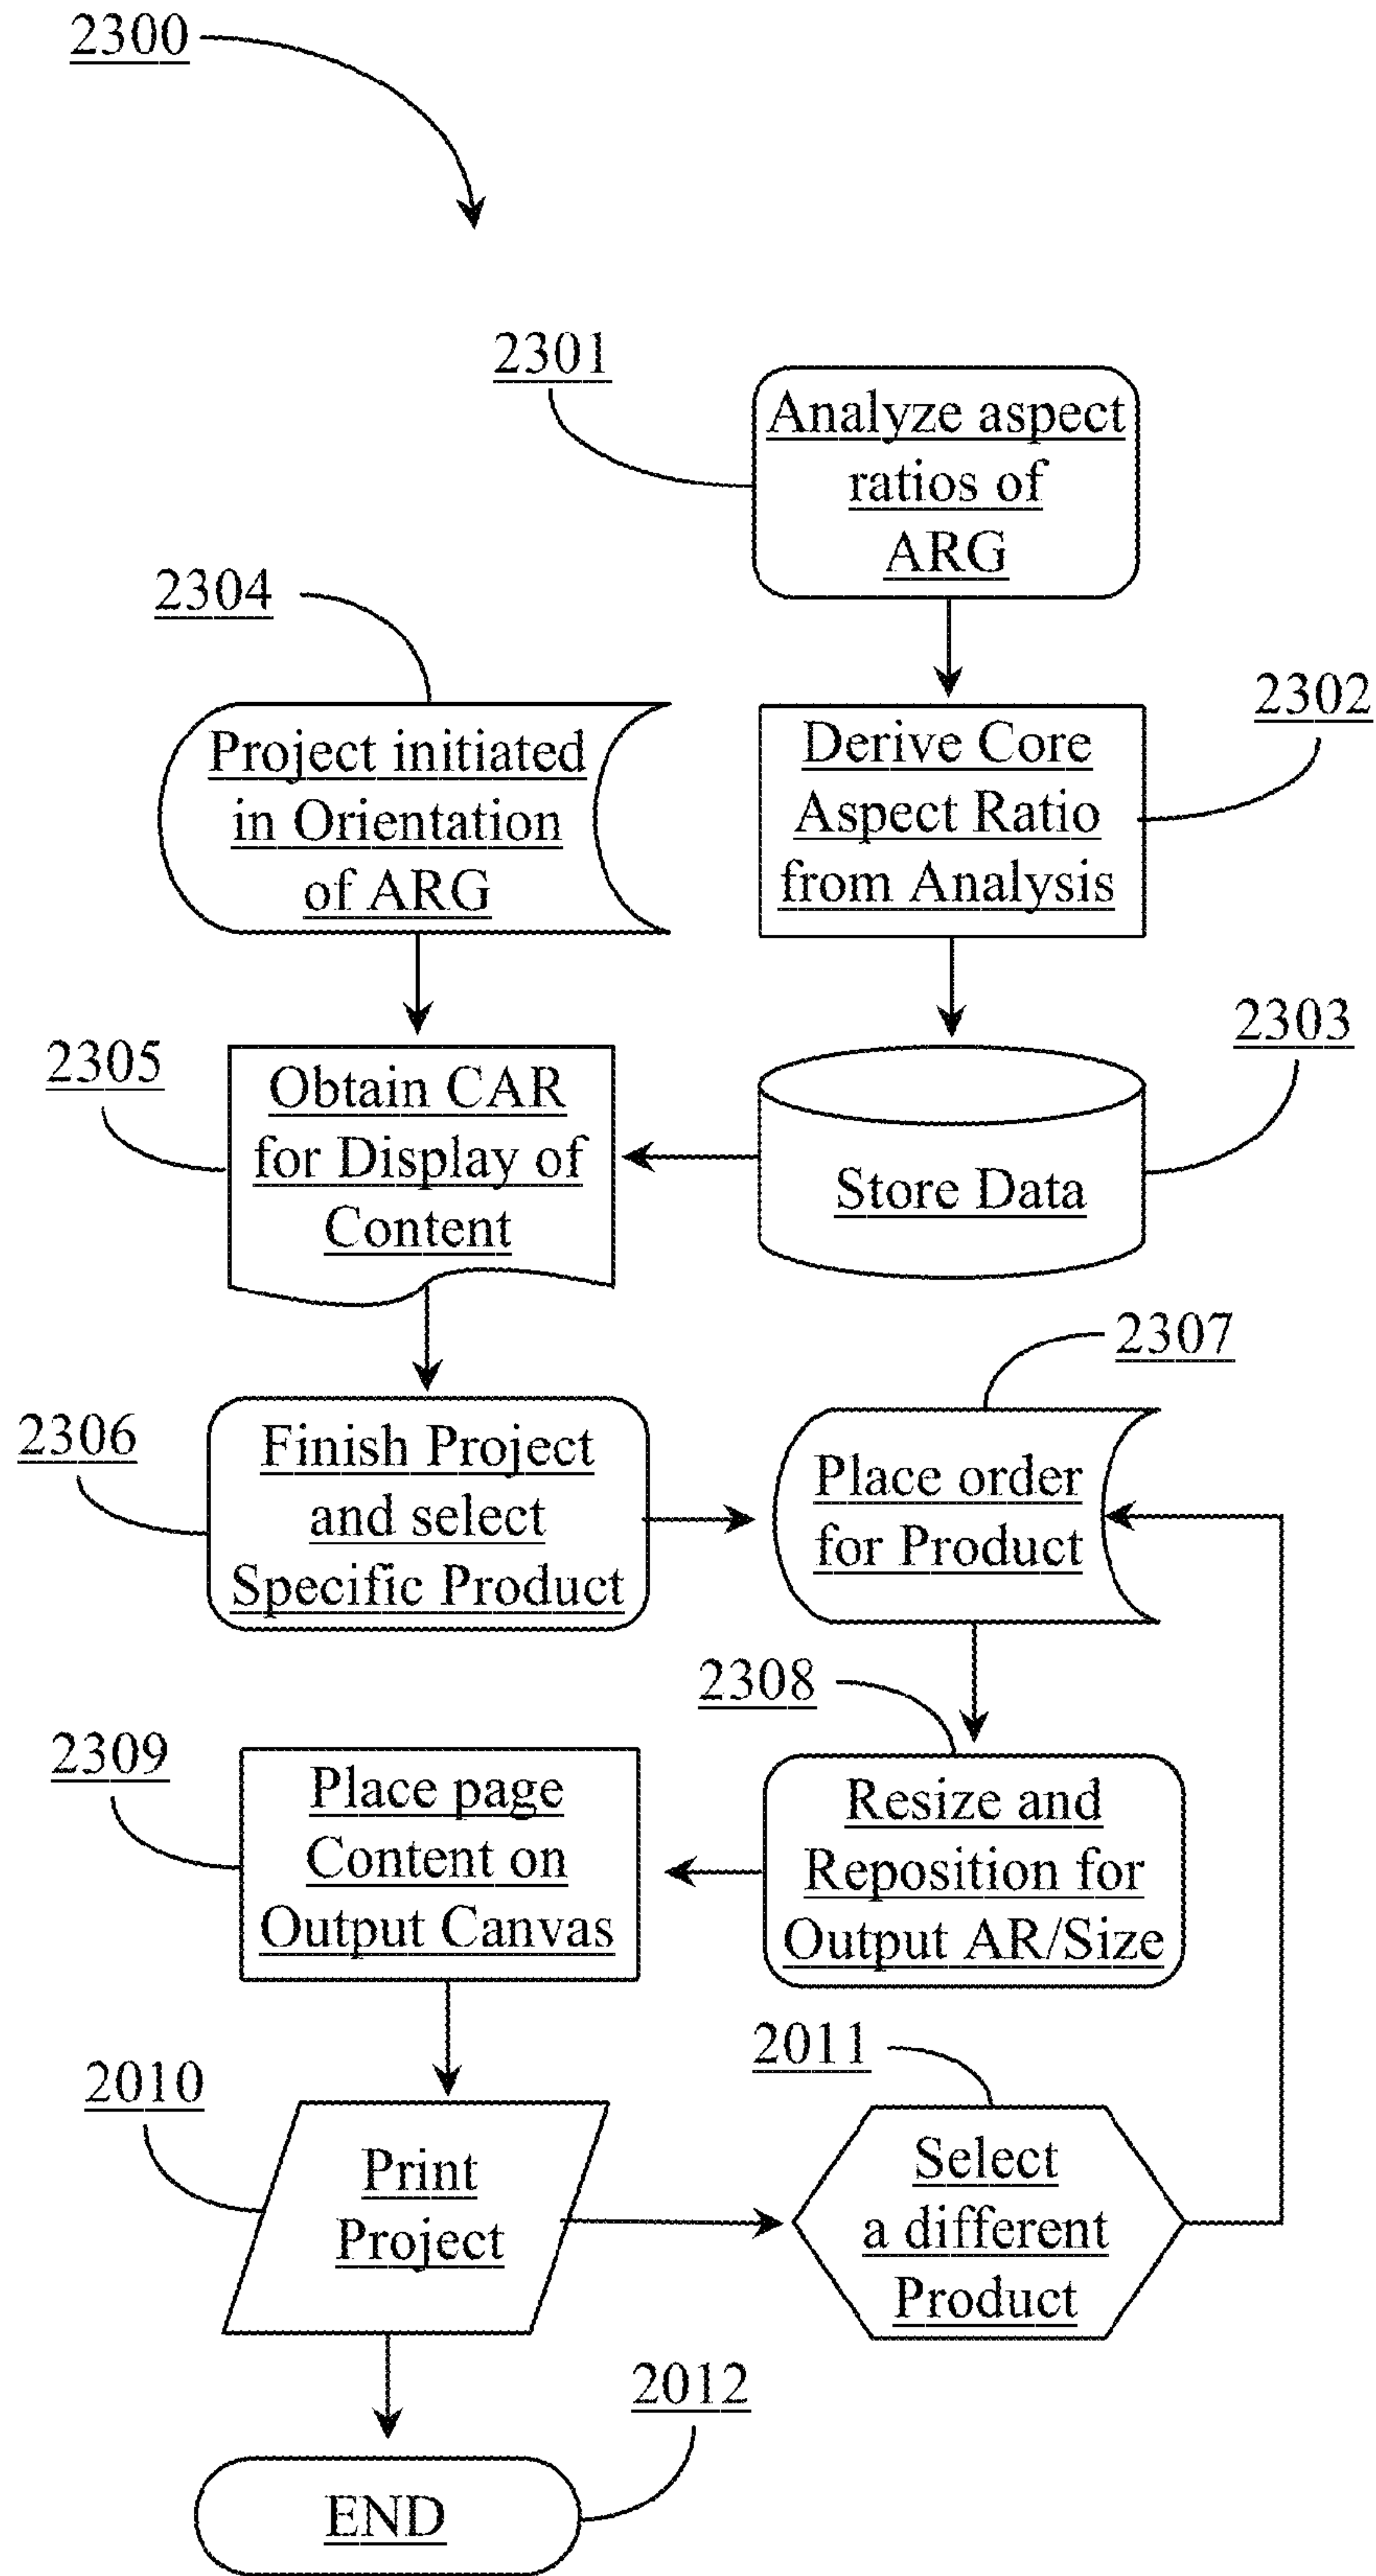 2300
2301
Analyze aspect
ratios of
ARG
2304
Project initiated
in Orientation
of ARG
2302
Derive Core
Aspect Ratio
from Analysis
2305
Obtain CAR
for Display of
Content
2303
Store Data
2306
Finish Project
and select
Specific Product
2307
Place order
for Product
2308
Resize and
Reposition for
Output AR/Size
2309
Place page
Content on
Output Canvas
2010
Print
Project
2011
Select
a different
Product
2012
END